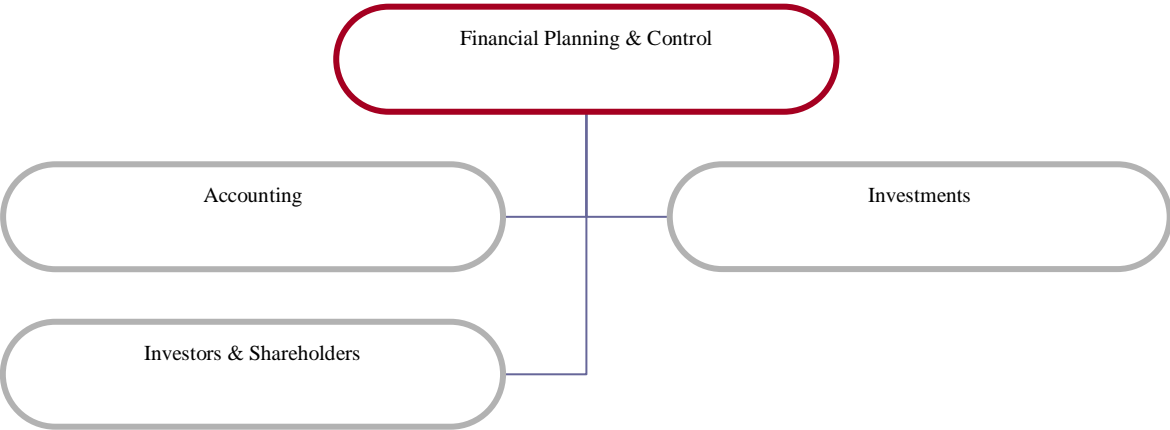 Financial Planning & Control
Accounting
Investments
Investors & Shareholders